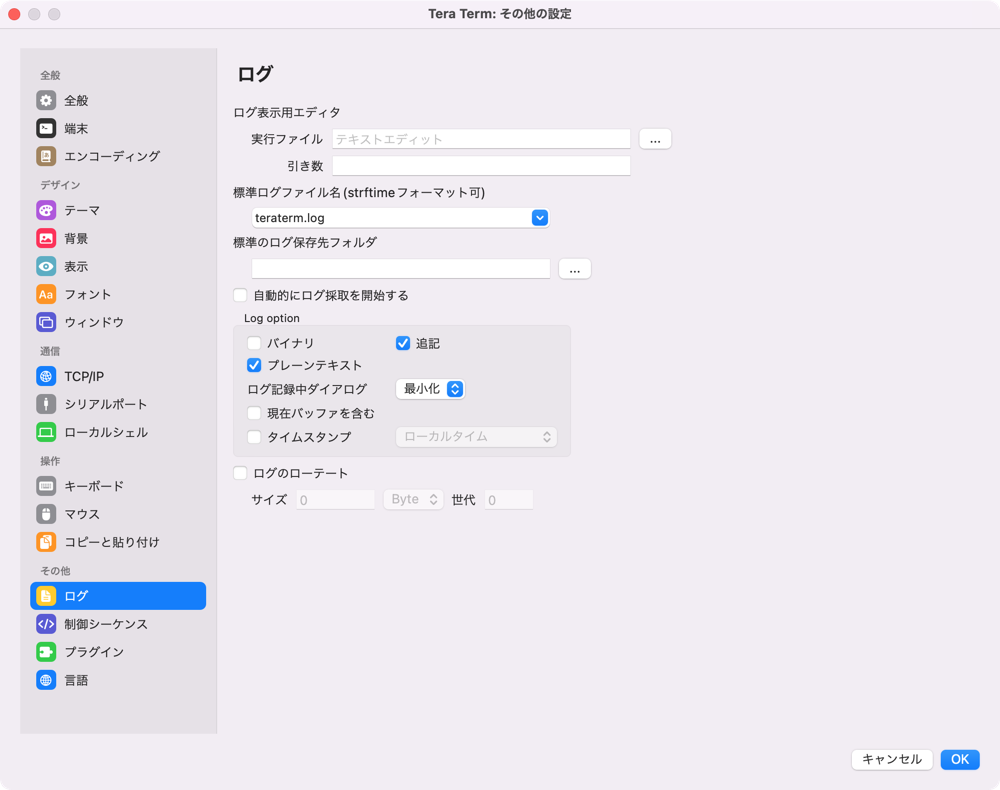 Tera Term: その他の設定
全般
全般
端末
エンコーディング
デザイン
テーマ
背景
表示
Aa フォント
ウィンドウ
通信
TCP/IP
シリアルポート
ローカルシェル
操作
キーボード
マウス
コピーと貼り付け
その他
ログ
</> 制御シーケンス
プラグイン
言語
ログ
ログ表示用エディタ
実行ファイル テキストエディット ...
引き数
標準ログファイル名(strftimeフォーマット可)
teraterm.log
標準のログ保存先フォルダ
...
自動的にログ採取を開始する
Log option
バイナリ 追記
プレーンテキスト
ログ記録中ダイアログ 最小化
現在バッファを含む
タイムスタンプ ローカルタイム
ログのローテート
サイズ 0 Byte 世代 0
キャンセル OK